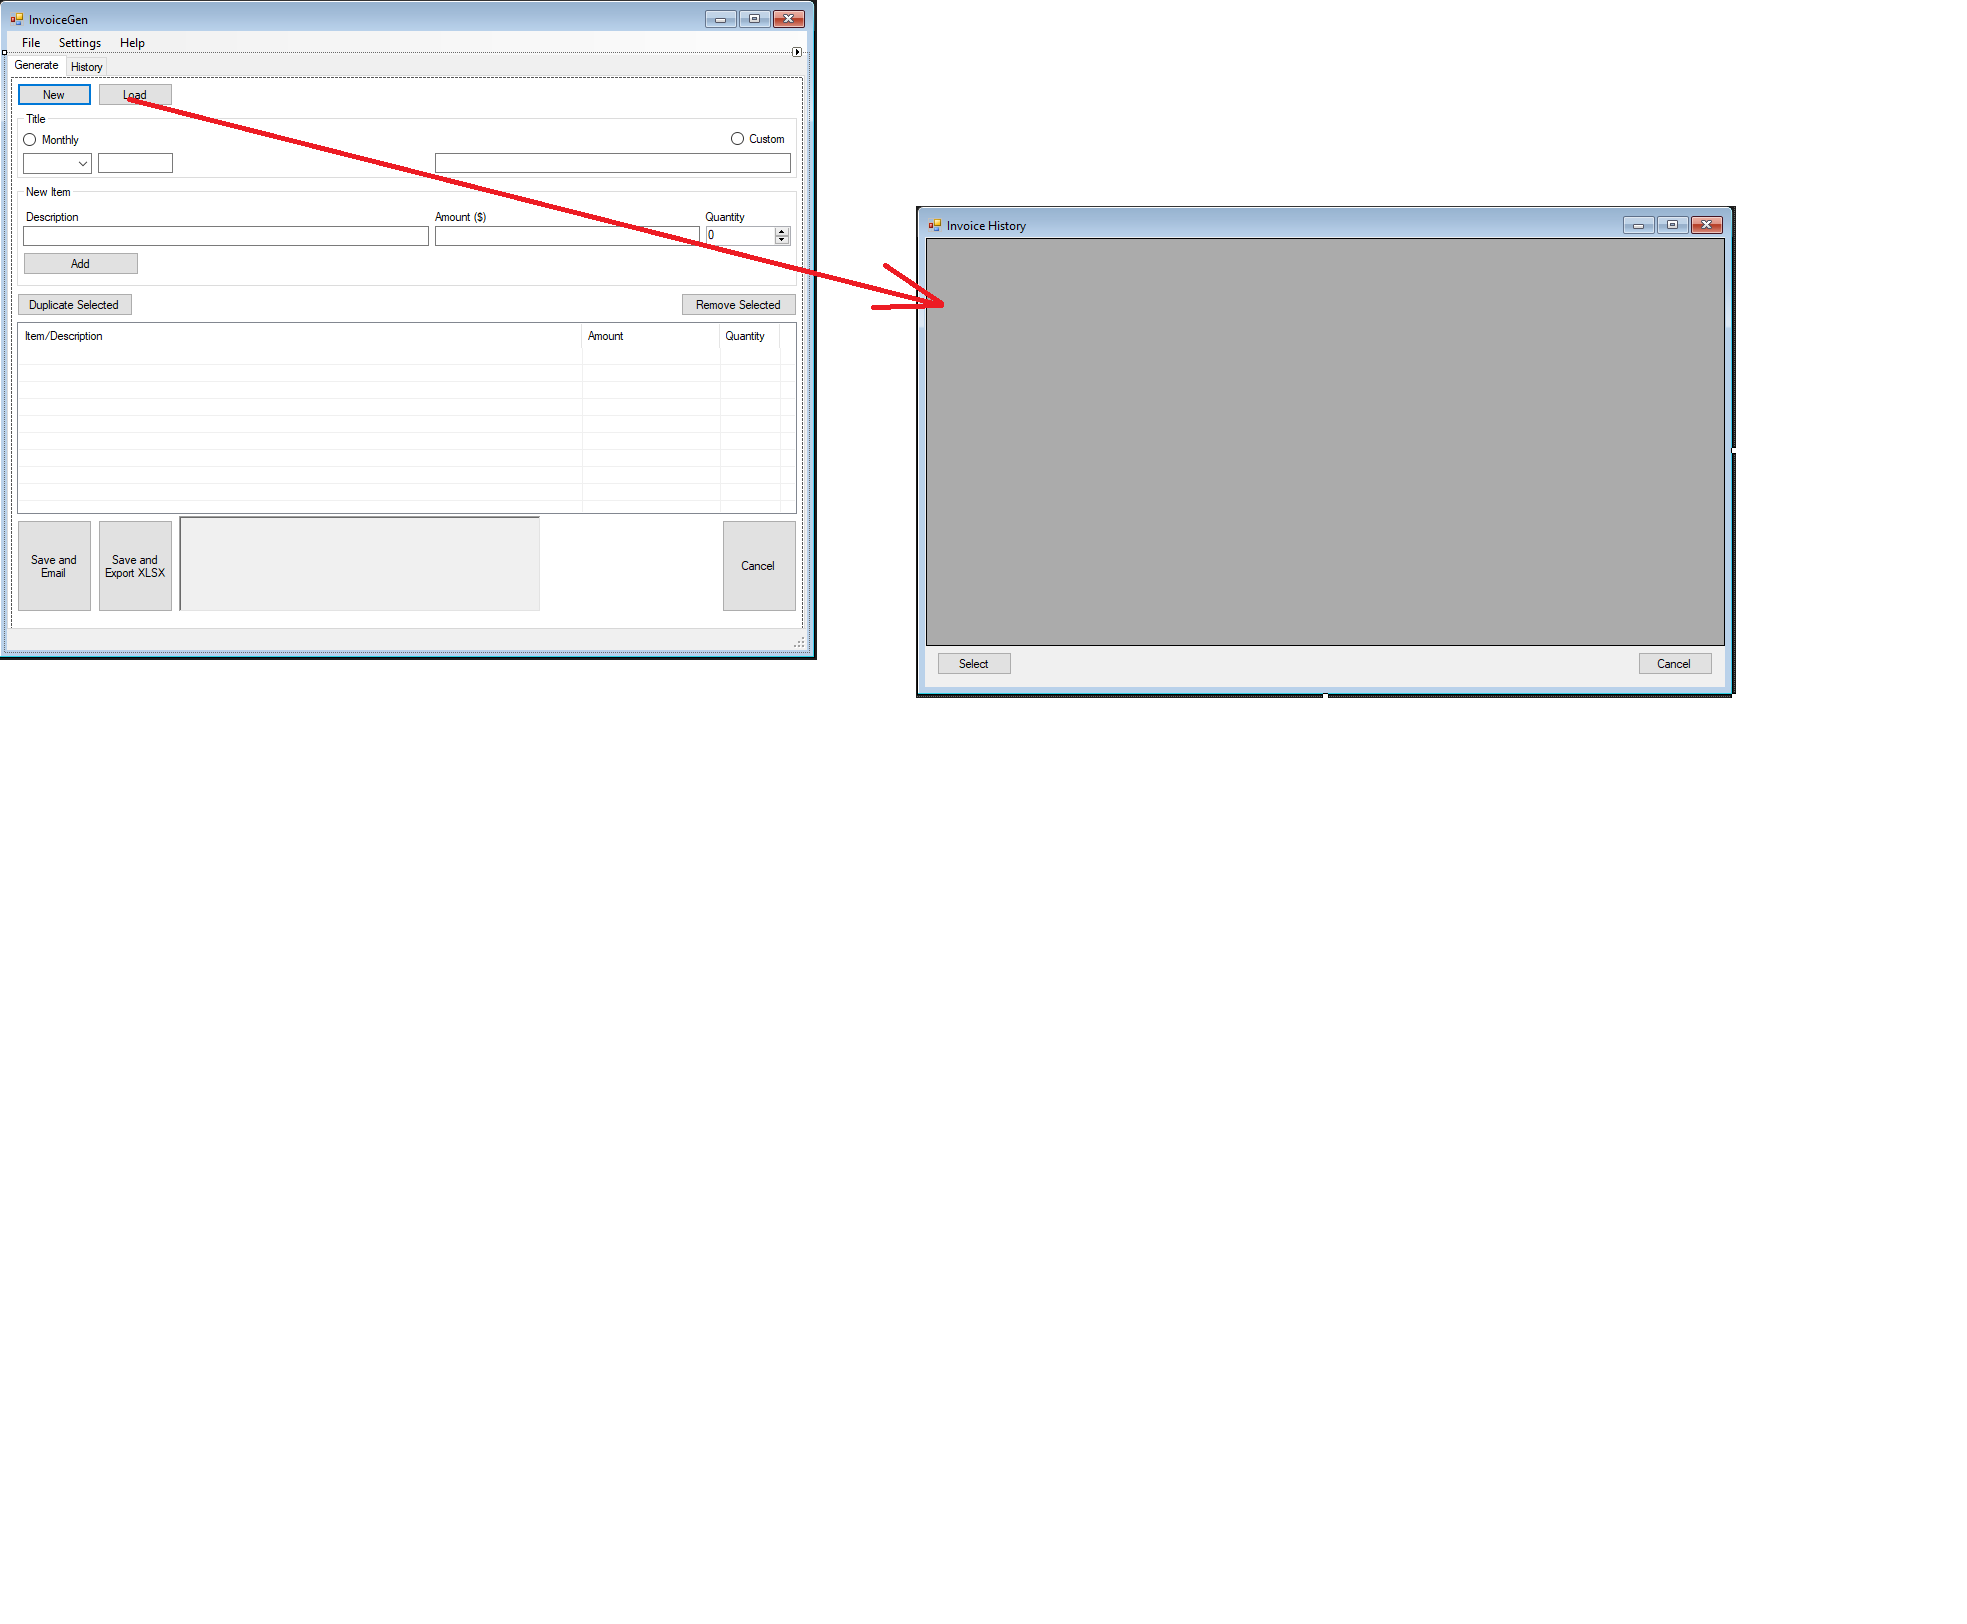 InvoiceGen
File Settings Help
Generate History
New Load
Title
Monthly Custom
New Item
Description Amount ($) Quantity
0
Add
Duplicate Selected Remove Selected
Item/Description Amount Quantity
Save and Email
Save and Export XLSX
Cancel
Invoice History
Select Cancel